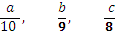 a/10, b/9, c/8